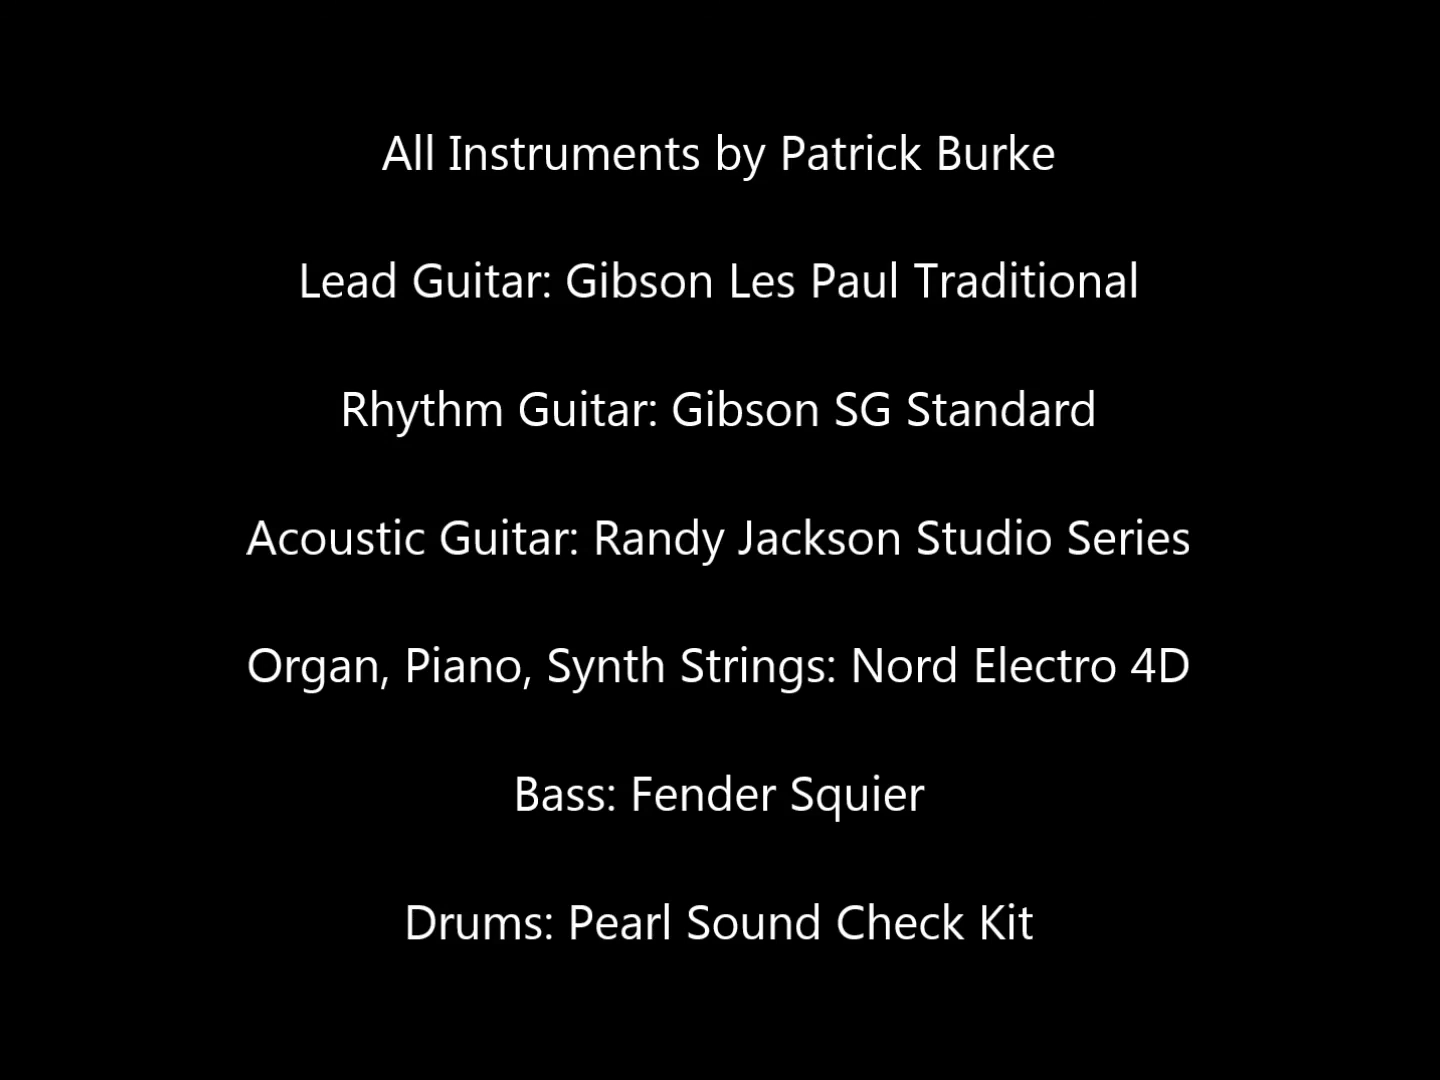 All Instruments by Patrick Burke
Lead Guitar: Gibson Les Paul Traditional
Rhythm Guitar: Gibson SG Standard
Acoustic Guitar: Randy Jackson Studio Series
Organ, Piano, Synth Strings: Nord Electro 4D
Bass: Fender Squier
Drums: Pearl Sound Check Kit